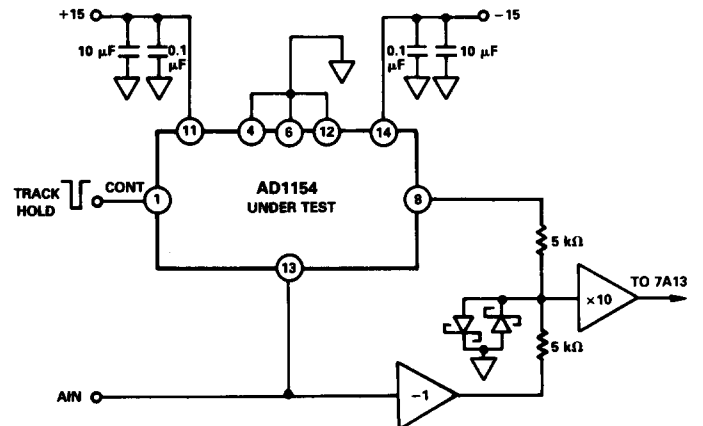 +15
-15
10 µF
0.1
µF
0.1
µF
10 µF
11
4
6
12
14
TRACK
HOLD
CONT
1
AD1154
UNDER TEST
8
13
5 kΩ
×10
TO 7A13
5 kΩ
AIN
-1